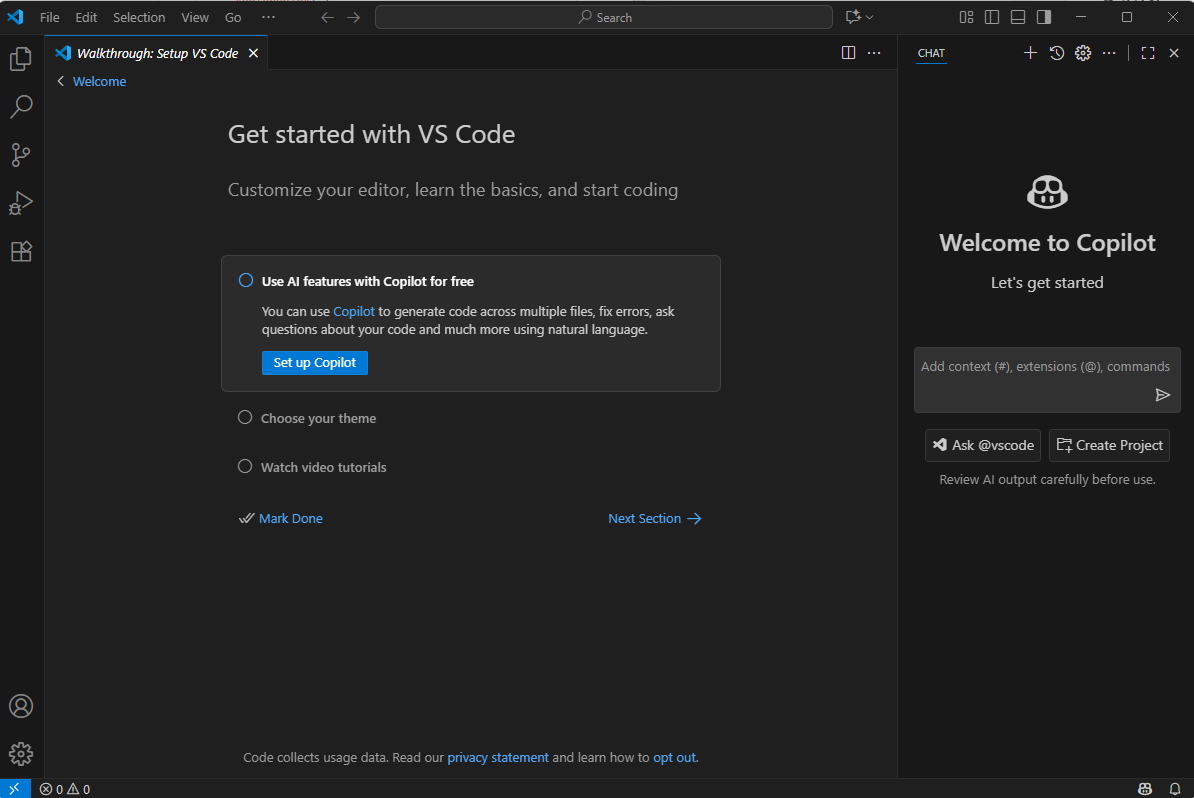 File Edit Selection View Go ··· Search
Walkthrough: Setup VS Code
CHAT
Welcome
Get started with VS Code
Customize your editor, learn the basics, and start coding
Use AI features with Copilot for free
You can use Copilot to generate code across multiple files, fix errors, ask
questions about your code and much more using natural language.
Set up Copilot
Choose your theme
Watch video tutorials
Mark Done
Next Section
Code collects usage data. Read our privacy statement and learn how to opt out.
Welcome to Copilot
Let's get started
Add context (#), extensions (@), commands
Ask @vscode
Create Project
Review AI output carefully before use.
0 0